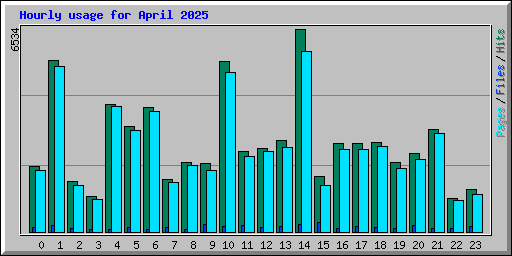 Hourly usage for April 2025
6534
Pages/Files/Hits
0 1 2 3 4 5 6 7 8 9 10 11 12 13 14 15 16 17 18 19 20 21 22 23